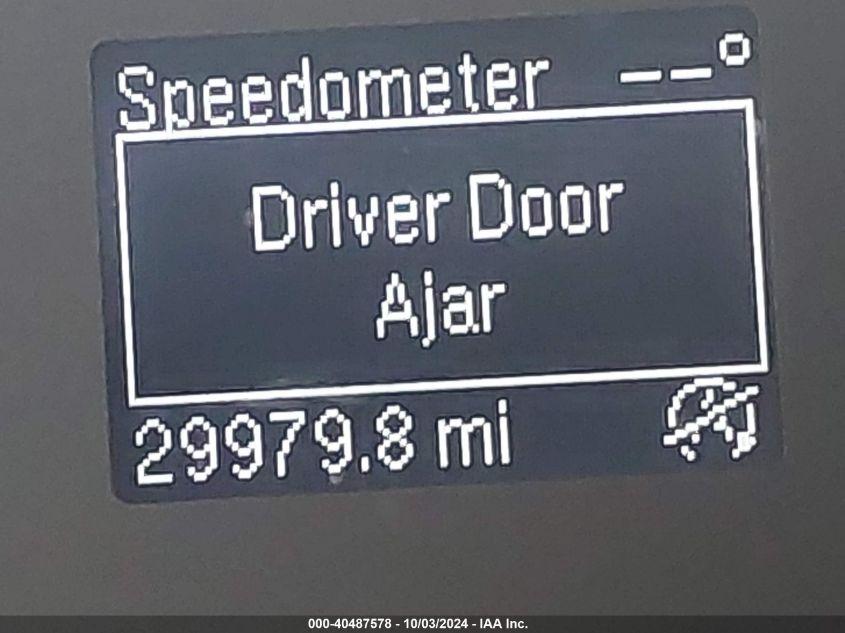 Speedometer --°
Driver Door
Ajar
29979.8 mi
000-40487578 - 10/03/2024 - IAA Inc.